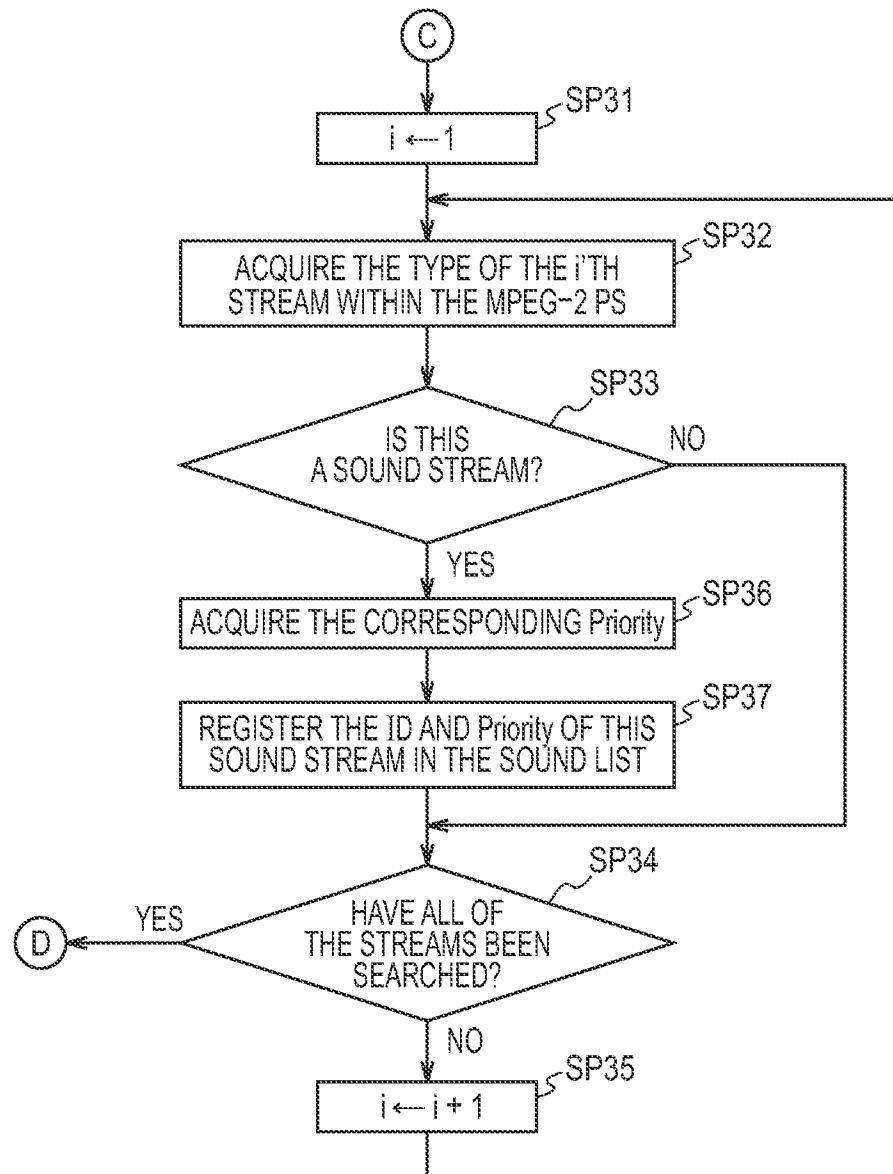 C
SP31
i ← 1
SP32
ACQUIRE THE TYPE OF THE i'TH
STREAM WITHIN THE MPEG-2 PS
SP33
IS THIS
A SOUND STREAM?
NO
YES
SP36
ACQUIRE THE CORRESPONDING Priority
SP37
REGISTER THE ID AND Priority OF THIS
SOUND STREAM IN THE SOUND LIST
SP34
HAVE ALL OF
THE STREAMS BEEN
SEARCHED?
YES
D
NO
SP35
i ← i + 1